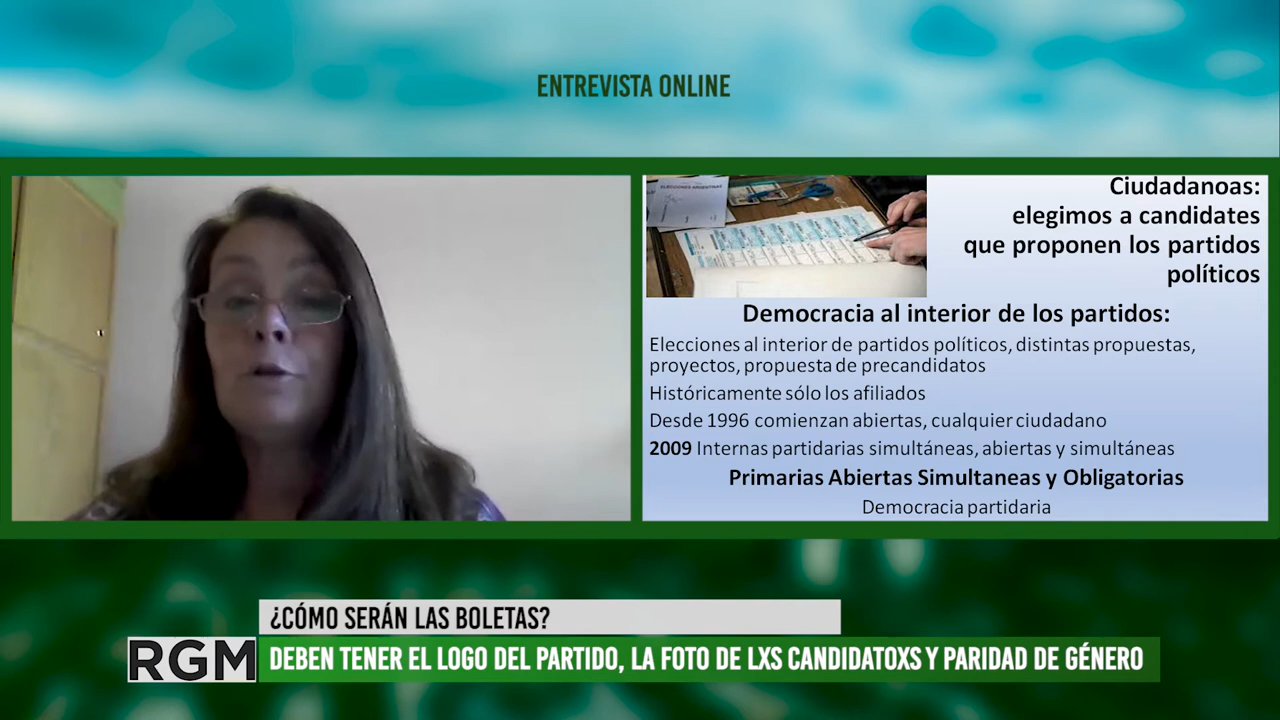 ENTREVISTA ONLINE
ELECCIONES ARGENTINAS
Ciudadanoas:
elegimos a candidates
que proponen los partidos
políticos
Democracia al interior de los partidos:
Elecciones al interior de partidos políticos, distintas propuestas,
proyectos, propuesta de precandidatos
Históricamente sólo los afiliados
Desde 1996 comienzan abiertas, cualquier ciudadano
2009 Internas partidarias simultáneas, abiertas y simultáneas
Primarias Abiertas Simultaneas y Obligatorias
Democracia partidaria
¿CÓMO SERÁN LAS BOLETAS?
RGM
DEBEN TENER EL LOGO DEL PARTIDO, LA FOTO DE LXS CANDIDATOXS Y PARIDAD DE GÉNERO